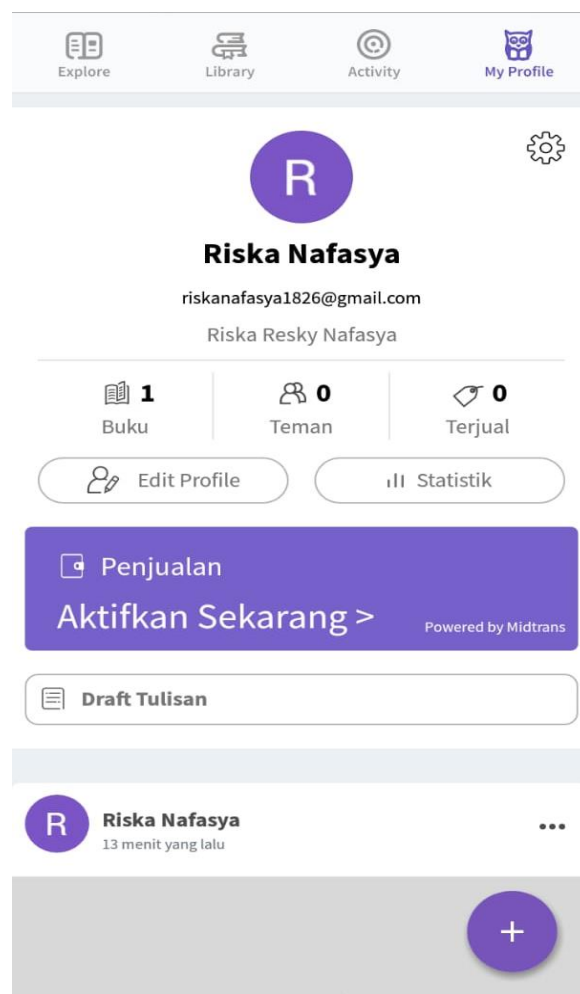 Explore Library Activity My Profile
R
Riska Nafasya
riskanafasya1826@gmail.com
Riska Resky Nafasya
1 0 0
Buku Teman Terjual
Edit Profile Statistik
Penjualan
Aktifkan Sekarang >
Powered by Midtrans
Draft Tulisan
R
Riska Nafasya
13 menit yang lalu
+